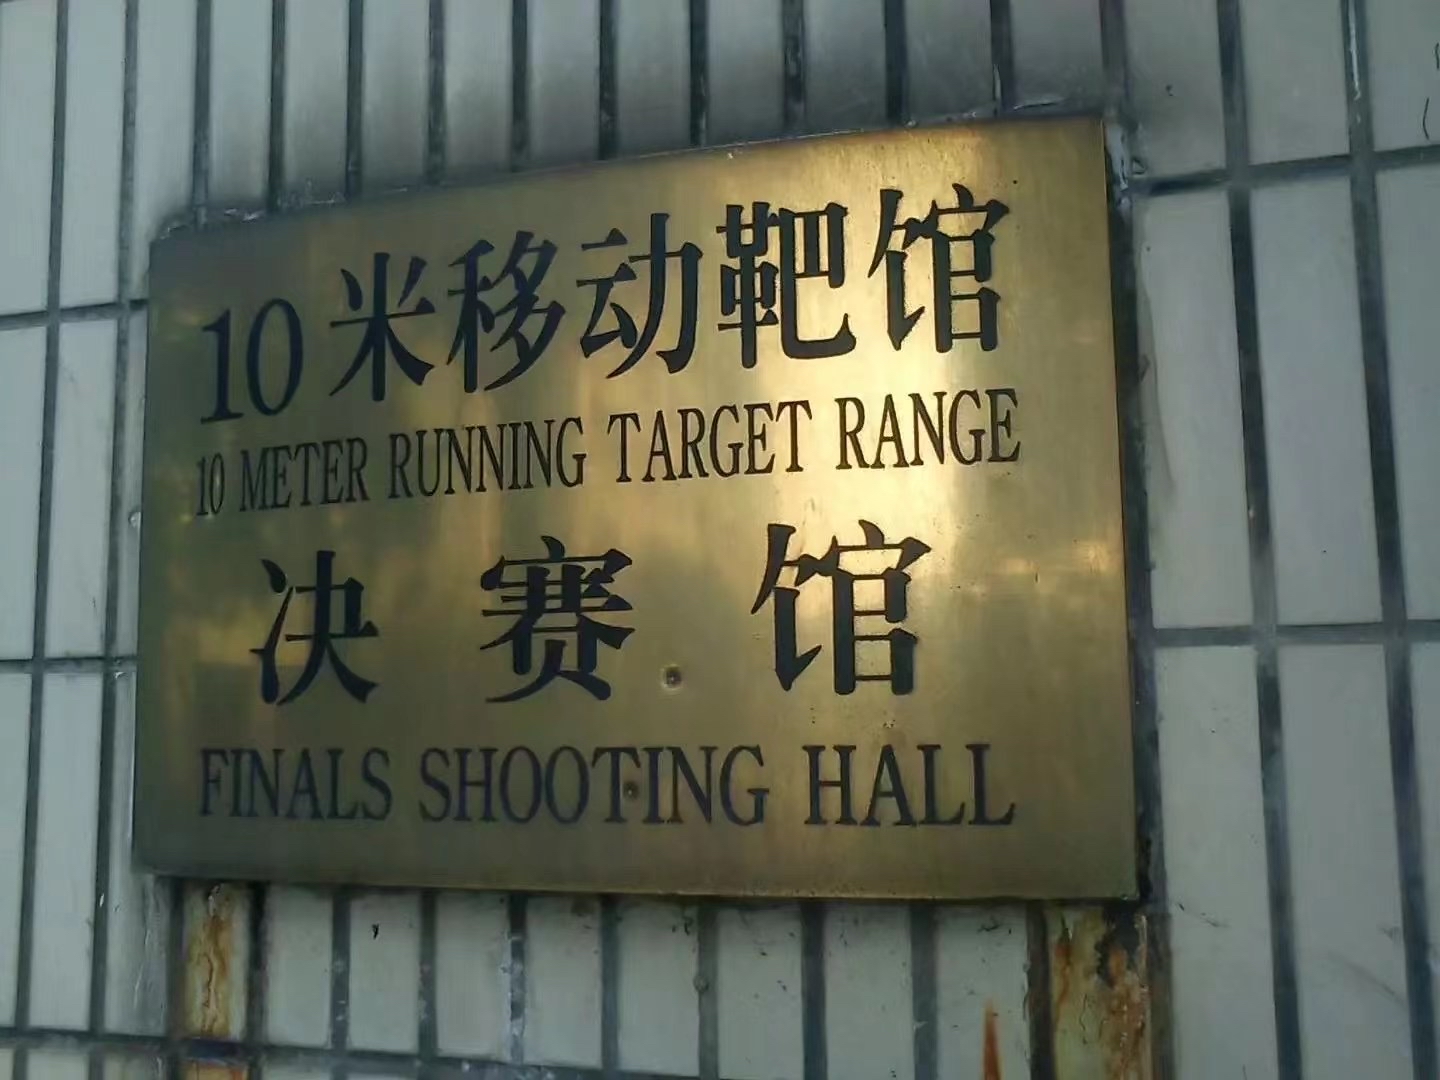 10米移动靶馆
10 METER RUNNING TARGET RANGE
决赛馆
FINALS SHOOTING HALL